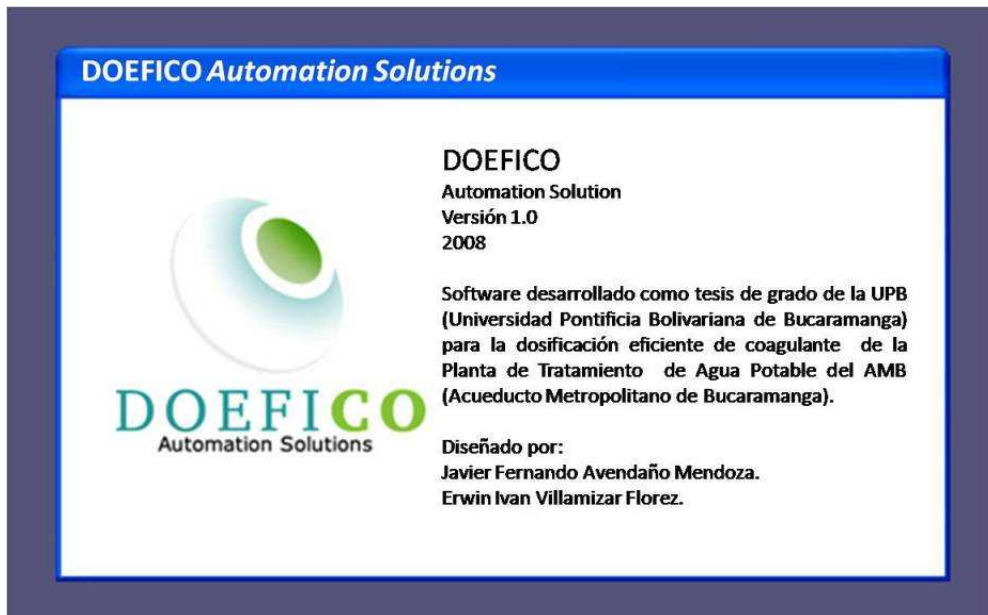 DOEFICO Automation Solutions
DOEFICO
Automation Solution
Versión 1.0
2008
Software desarrollado como tesis de grado de la UPB
(Universidad Pontificia Bolivariana de Bucaramanga)
para la dosificación eficiente de coagulante de la
Planta de Tratamiento de Agua Potable del AMB
(Acueducto Metropolitano de Bucaramanga).
Diseñado por:
Javier Fernando Avendaño Mendoza.
Erwin Ivan Villamizar Florez.
DOEFICO
Automation Solutions